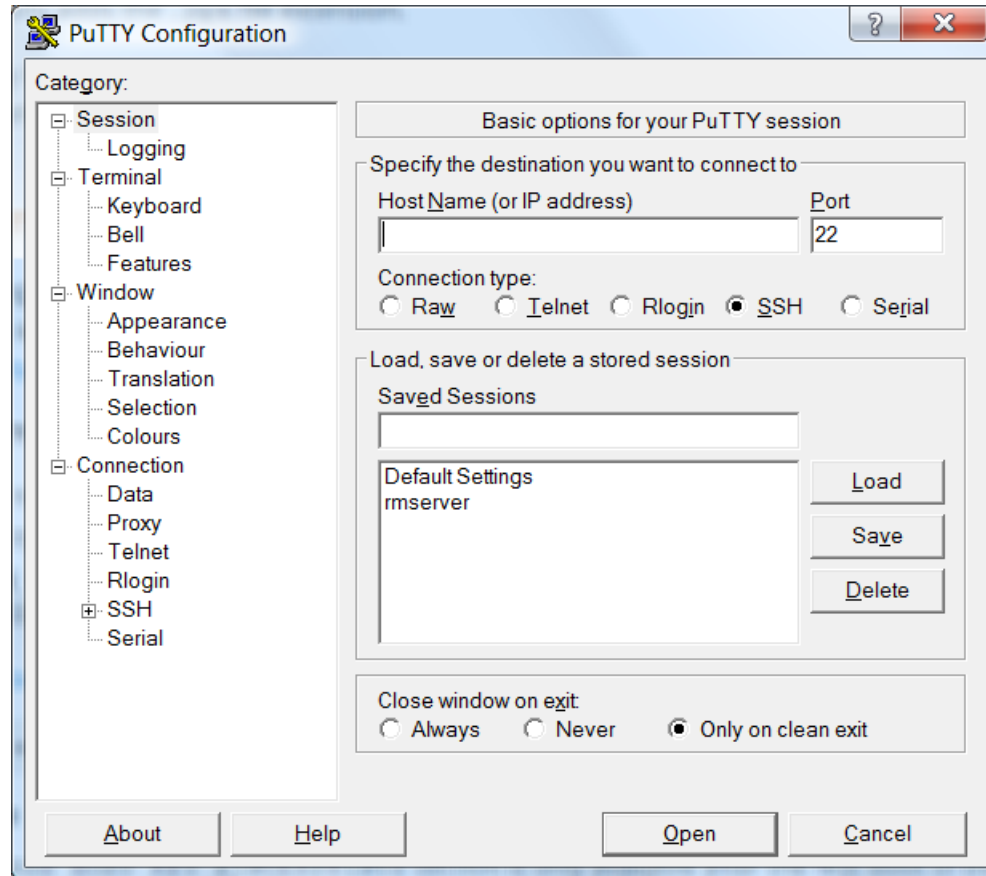 PuTTY Configuration
?
X
Category:
Session
Logging
Terminal
Keyboard
Bell
Features
Window
Appearance
Behaviour
Translation
Selection
Colours
Connection
Data
Proxy
Telnet
Rlogin
SSH
Serial
Basic options for your PuTTY session
Specify the destination you want to connect to
Host Name (or IP address) Port
22
Connection type:
Raw Telnet Rlogin SSH Serial
Load, save or delete a stored session
Saved Sessions
Default Settings
rmserver
Load
Save
Delete
Close window on exit:
Always Never Only on clean exit
About Help Open Cancel